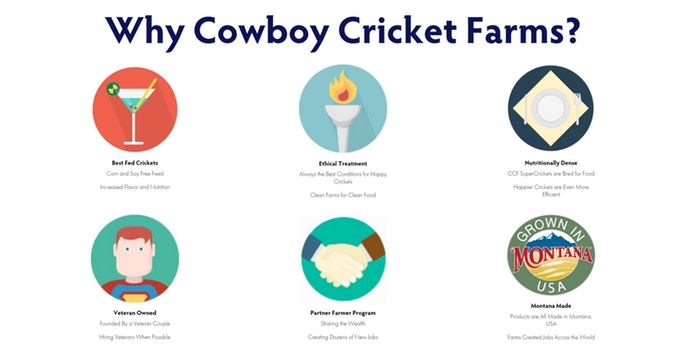 Why Cowboy Cricket Farms?
Best Fed Crickets
Corn and Soy Free Feed
Increased Flavor and Nutrition
Ethical Treatment
Always the Best Conditions for Happy
Crickets
Clean Farms for Clean Food
Nutritionally Dense
CCF SuperCrickets are Bred for Food
Happier Crickets are Even More
Efficient
Veteran Owned
Founded By a Veteran Couple
Hiring Veterans When Possible
Partner Farmer Program
Sharing the Wealth
Creating Dozens of New Jobs
GROWN IN
MONTANA
USA
Montana Made
Products are All Made in Montana,
USA
Farms Created Jobs Across the World